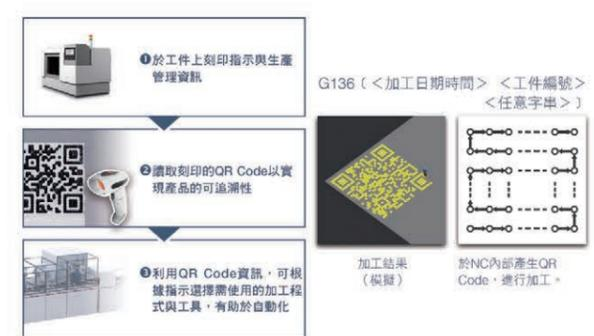 ❶於工件上刻印指示與生產
管理資訊
❷讀取刻印的QR Code以實
現產品的可追溯性
❸利用QR Code資訊，可根
據指示選擇需使用的加工程
式與工具，有助於自動化
G136〔＜加工日期時間＞ ＜工件編號＞
＜任意字串＞〕
加工結果
（模擬）
於NC內部產生QR
Code，進行加工。